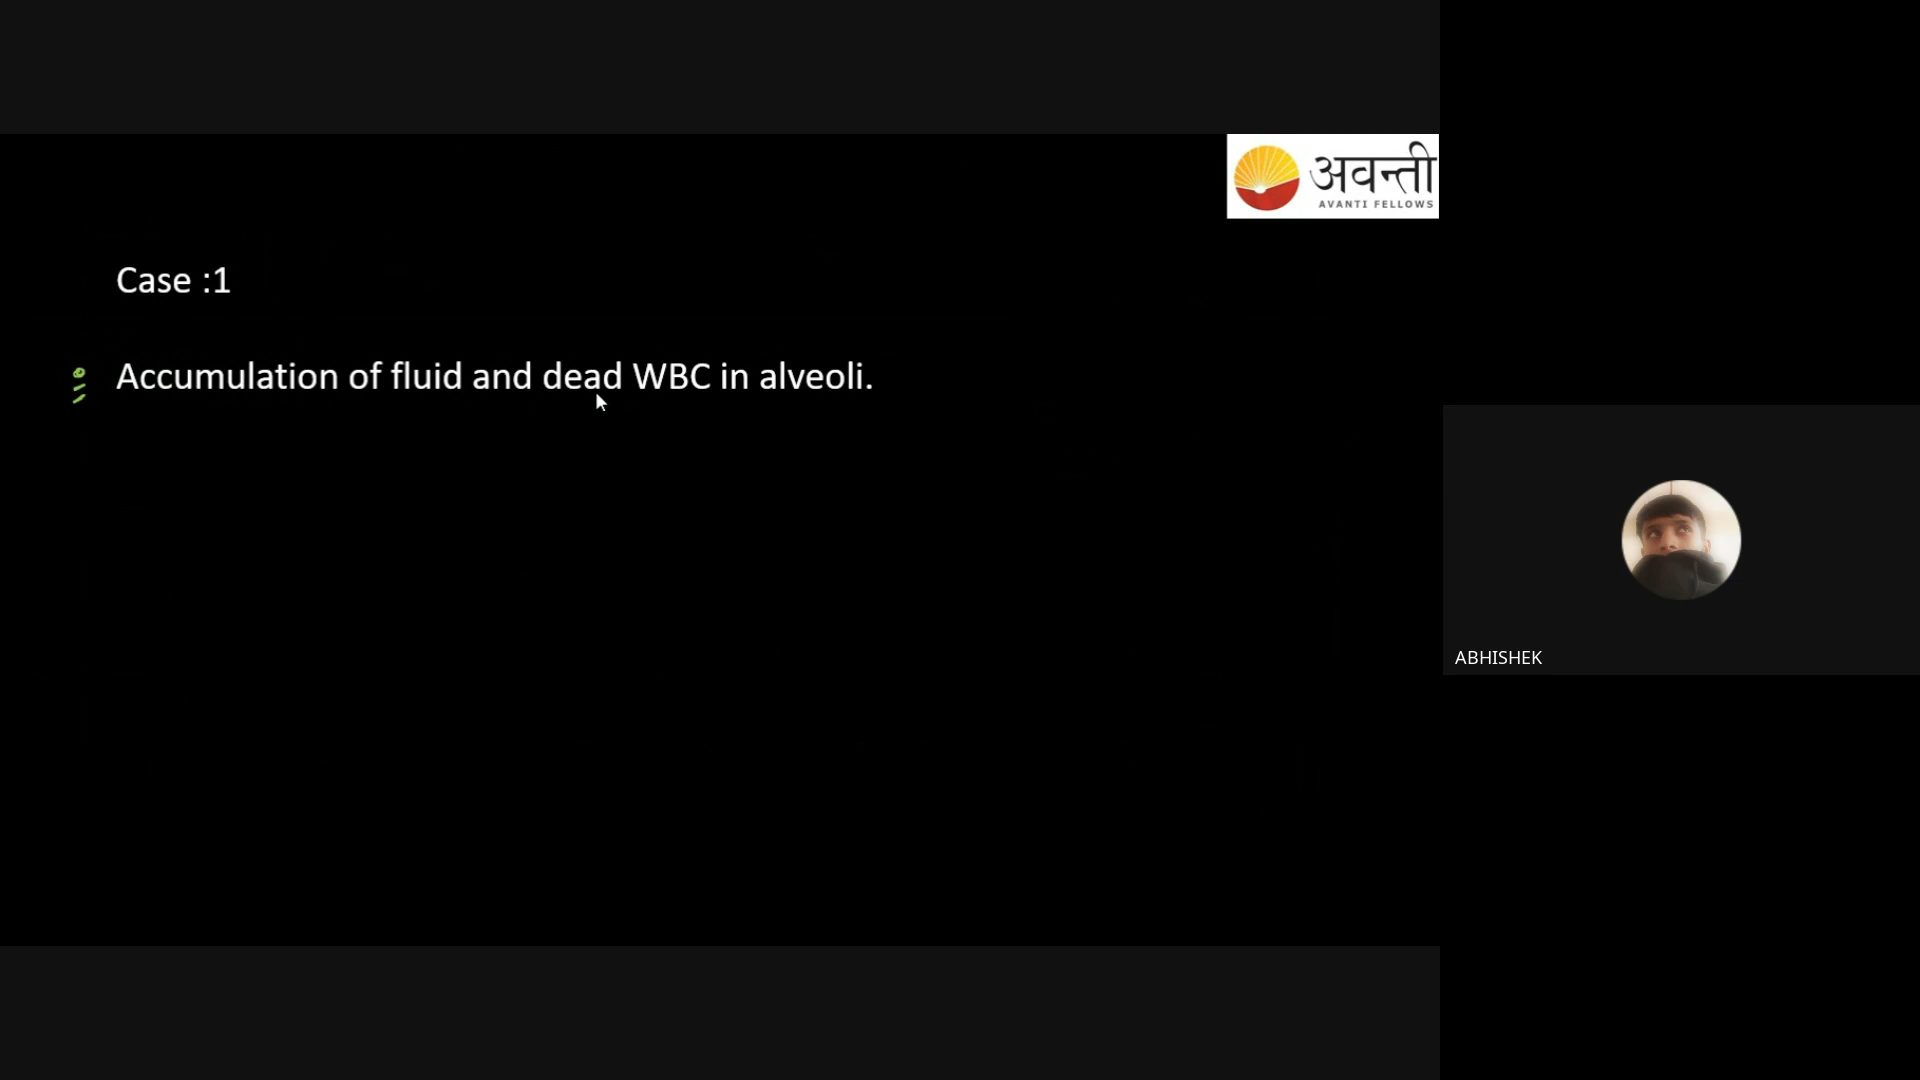 अवन्ती
AVANTI FELLOWS
Case :1
Accumulation of fluid and dead WBC in alveoli.
ABHISHEK